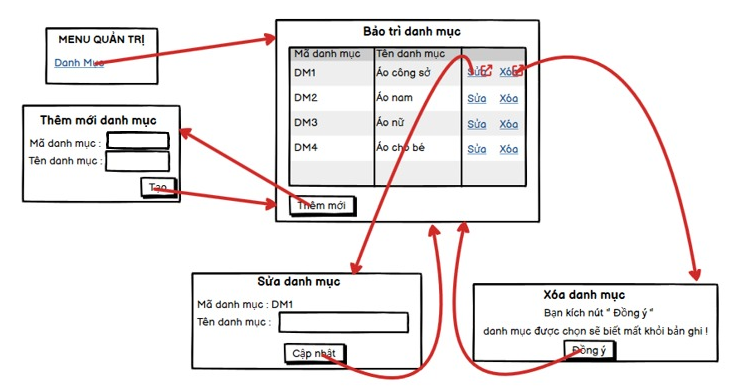 MENU QUẢN TRỊ
Danh Mục
Bảo trì danh mục
Mã danh mục Tên danh mục
DM1 Áo công sở Sửa Xóa
DM2 Áo nam Sửa Xóa
DM3 Áo nữ Sửa Xóa
DM4 Áo cho bé Sửa Xóa
Thêm mới
Thêm mới danh mục
Mã danh mục :
Tên danh mục :
Tạo
Sửa danh mục
Mã danh mục : DM1
Tên danh mục :
Cập nhật
Xóa danh mục
Bạn kích nút “ Đồng ý “
danh mục được chọn sẽ biết mất khỏi bản ghi !
Đồng ý